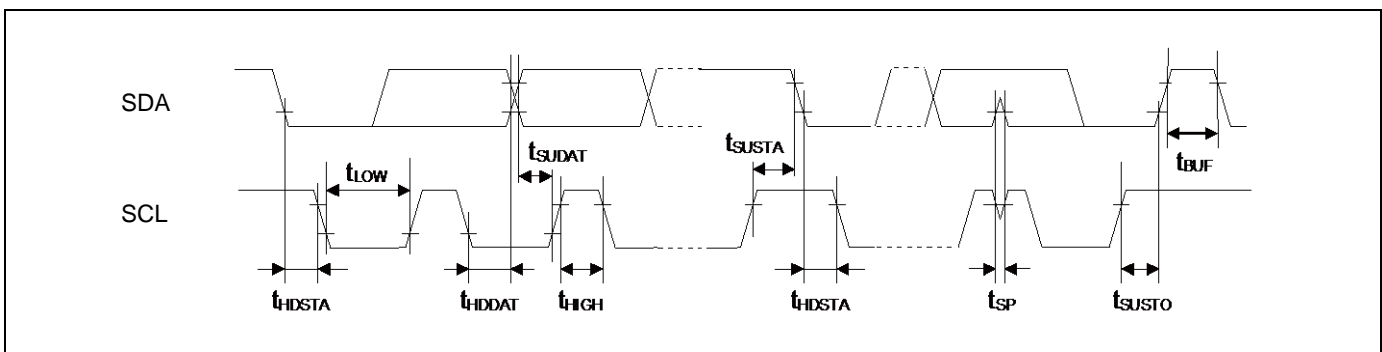 SDA
tSUDAT
tSUSTA
tBUF
tLOW
SCL
tHDSTA
tHDDAT
tHIGH
tHDSTA
tSP
tSUSTO